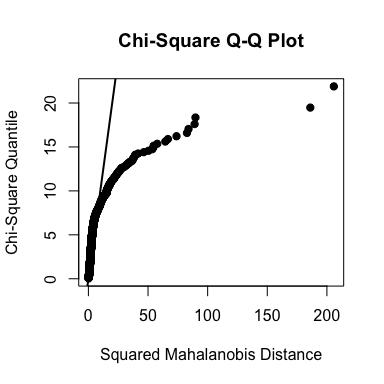 Chi-Square Q-Q Plot
Chi-Square Quantile
20
15
10
5
0
0 50 100 150 200
Squared Mahalanobis Distance